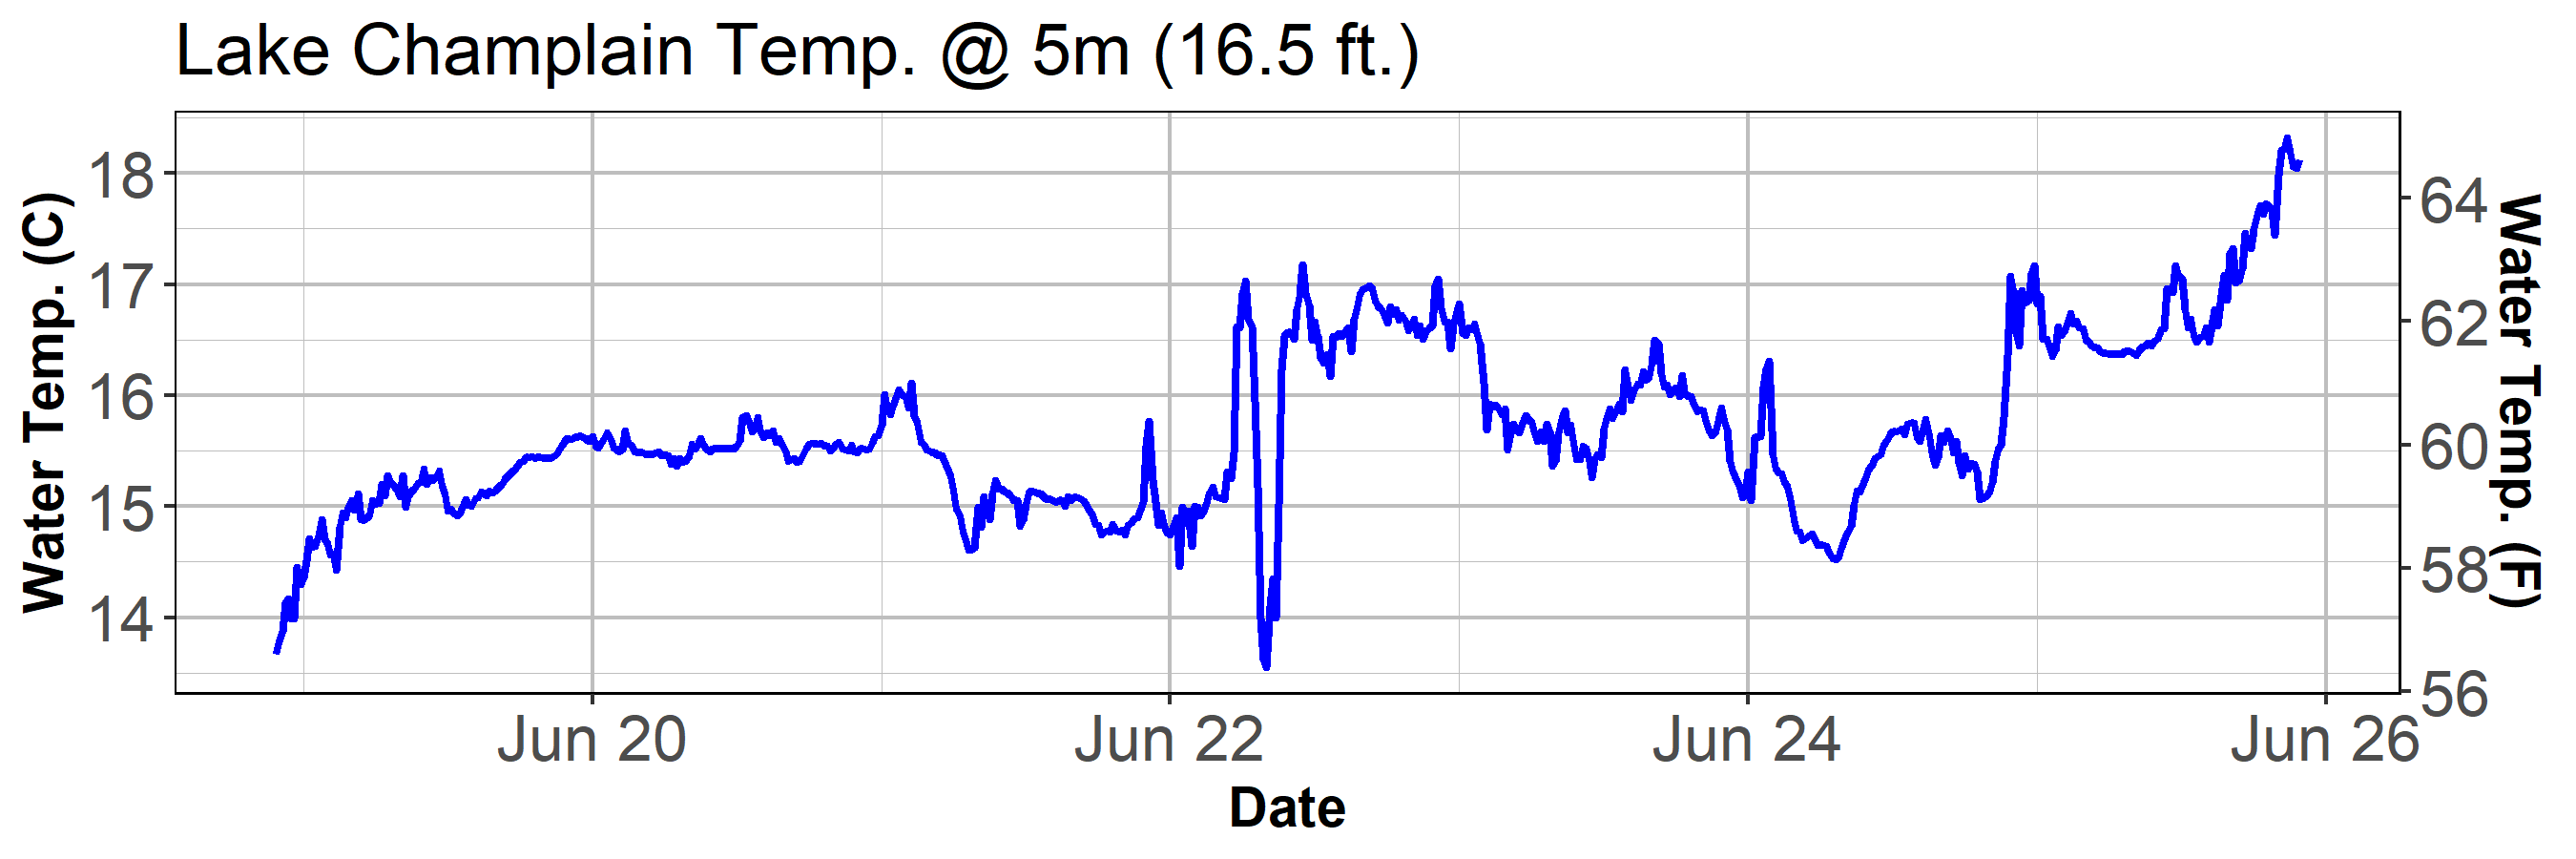 Lake Champlain Temp. @ 5m (16.5 ft.)
Water Temp. (C)
18
17
16
15
14
64
62
60
58
56
Water Temp. (F)
Jun 20
Jun 22
Jun 24
Jun 26
Date